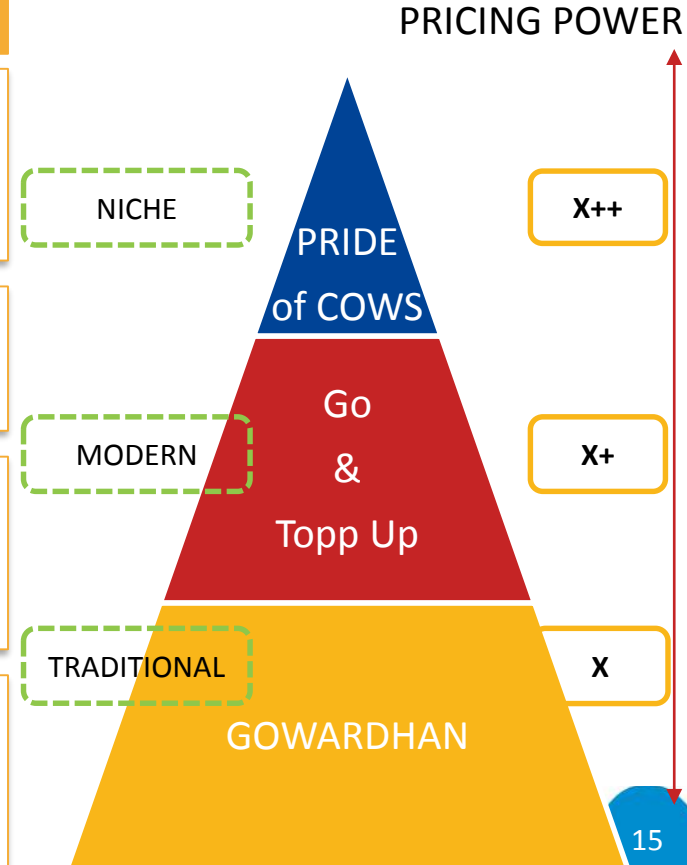 PRICING POWER
NICHE
PRIDE
of COWS
X++
MODERN
Go
&
Topp Up
X+
TRADITIONAL
GOWARDHAN
X
15